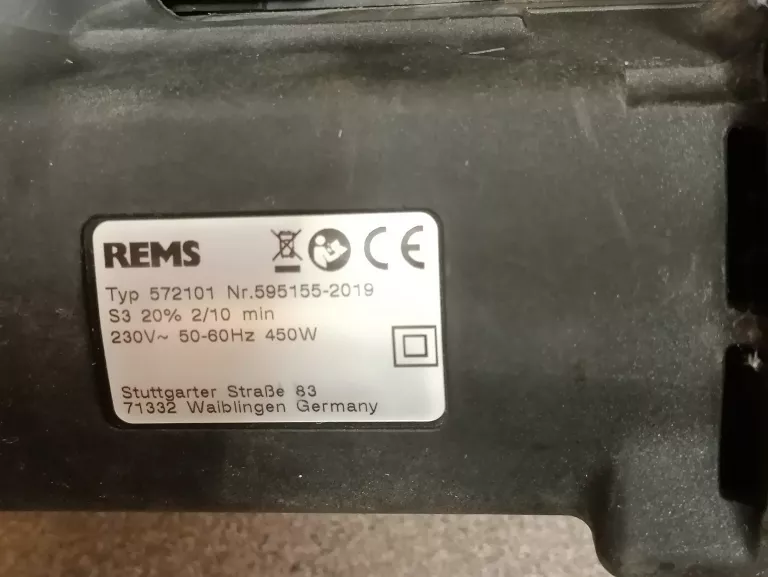 REMS CE
Typ 572101 Nr.595155-2019
S3 20% 2/10 min
230V~ 50-60Hz 450W
Stuttgarter Straße 83
71332 Waiblingen Germany